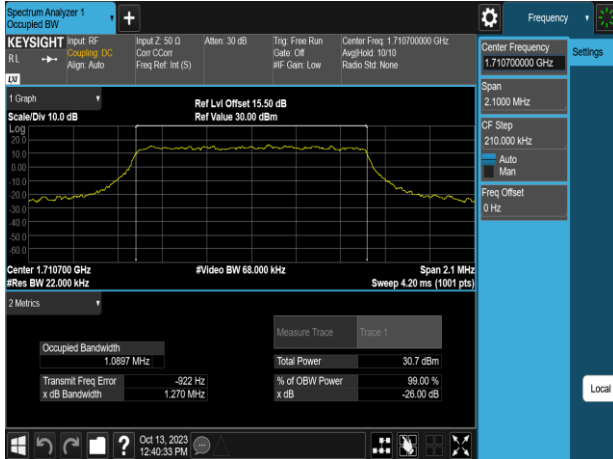 Spectrum Analyzer 1
Occupied BW
+
Frequency
KEYSIGHT
RL
Input: RF
Coupling: DC
Align: Auto
Input Z: 50 Ω
Corr CCorr
Freq Ref: Int (S)
Atten: 30 dB
Trig: Free Run
Gate: Off
#IF Gain: Low
Center Freq: 1.710700000 GHz
Avg|Hold: 10/10
Radio Std: None
LXI
1 Graph
Scale/Div 10.0 dB
Ref Lvl Offset 15.50 dB
Ref Value 30.00 dBm
Log
20.0
10.0
0.00
-10.0
-20.0
-30.0
-40.0
-50.0
-60.0
Center 1.710700 GHz
#Res BW 22.000 kHz
#Video BW 68.000 kHz
Span 2.1 MHz
Sweep 4.20 ms (1001 pts)
2 Metrics
Measure Trace
Trace 1
Occupied Bandwidth
1.0897 MHz
Total Power
30.7 dBm
Transmit Freq Error
-922 Hz
% of OBW Power
99.00 %
x dB Bandwidth
1.270 MHz
x dB
-26.00 dB
Center Frequency
1.710700000 GHz
Settings
Span
2.1000 MHz
CF Step
210.000 kHz
Auto
Man
Freq Offset
0 Hz
Local
?
Oct 13, 2023
12:40:33 PM